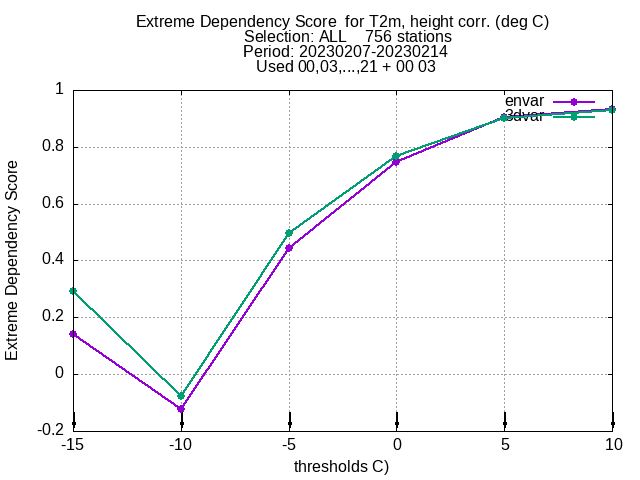 Extreme Dependency Score  for T2m, height corr. (deg C)
Selection: ALL    756 stations
Period: 20230207-20230214
Used 00,03,...,21 + 00 03
envar
3dvar
1
0.8
0.6
0.4
0.2
0
-0.2
Extreme Dependency Score
-15 -10 -5 0 5 10
thresholds C)